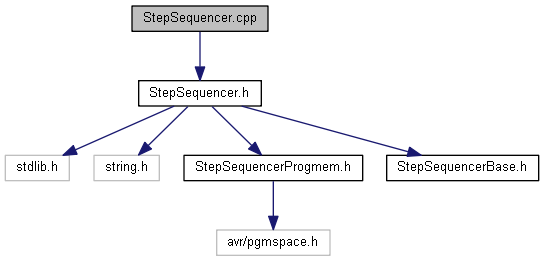 StepSequencer.cpp
StepSequencer.h
stdlib.h
string.h
StepSequencerProgmem.h
StepSequencerBase.h
avr/pgmspace.h